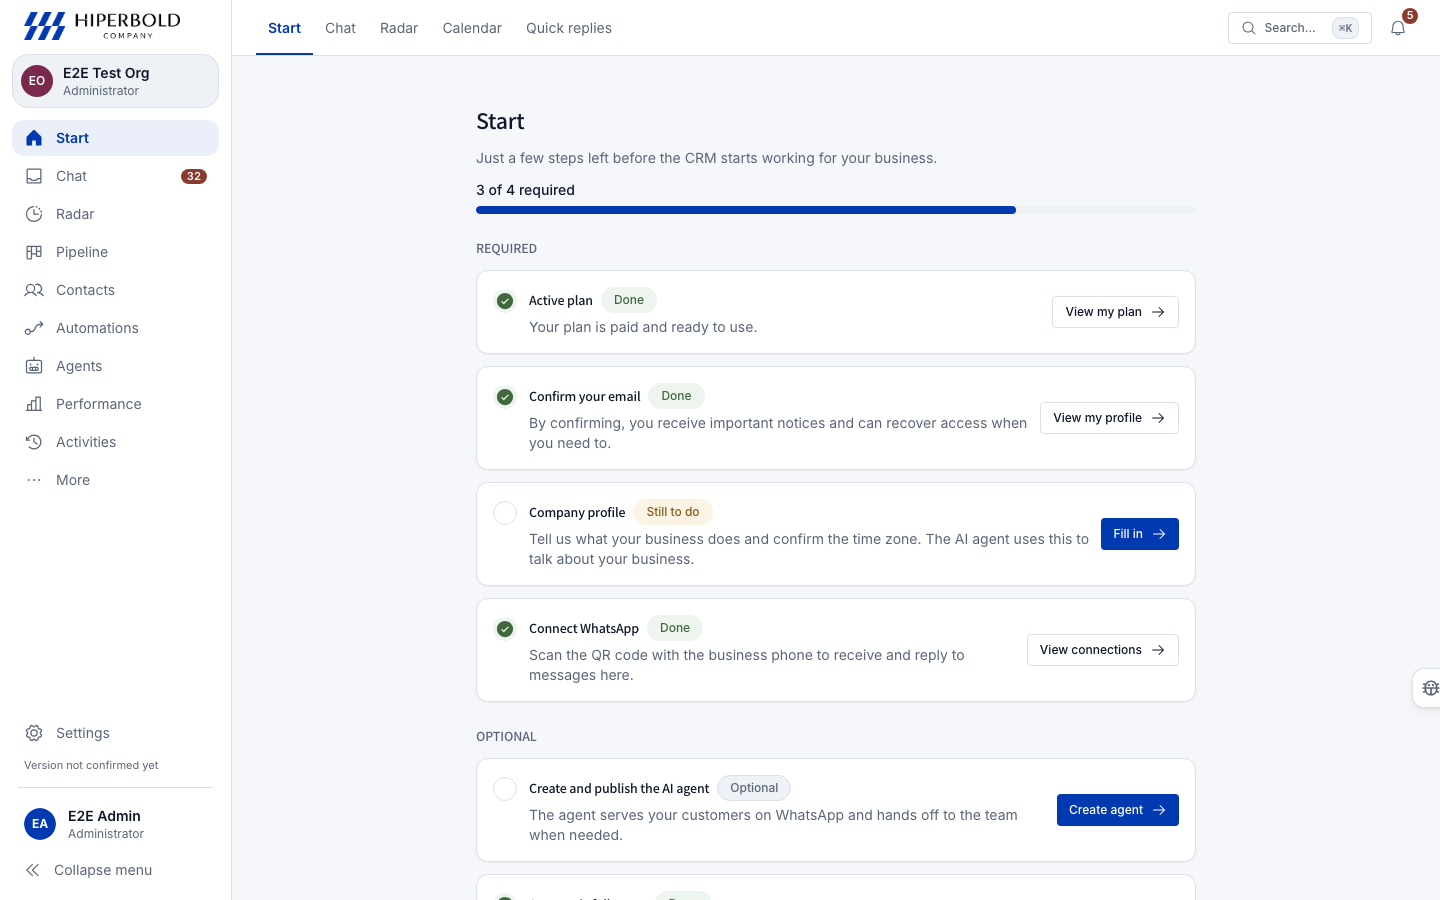 HIPERBOLD
COMPANY
EO
E2E Test Org
Administrator
Start
Chat
32
Radar
Pipeline
Contacts
Automations
Agents
Performance
Activities
More
Settings
Version not confirmed yet
EA
E2E Admin
Administrator
Collapse menu
Start
Chat
Radar
Calendar
Quick replies
Search...
⌘K
5
Start
Just a few steps left before the CRM starts working for your business.
3 of 4 required
REQUIRED
Active plan
Done
Your plan is paid and ready to use.
View my plan
Confirm your email
Done
By confirming, you receive important notices and can recover access when
you need to.
View my profile
Company profile
Still to do
Tell us what your business does and confirm the time zone. The AI agent uses this to
talk about your business.
Fill in
Connect WhatsApp
Done
Scan the QR code with the business phone to receive and reply to
messages here.
View connections
OPTIONAL
Create and publish the AI agent
Optional
The agent serves your customers on WhatsApp and hands off to the team
when needed.
Create agent